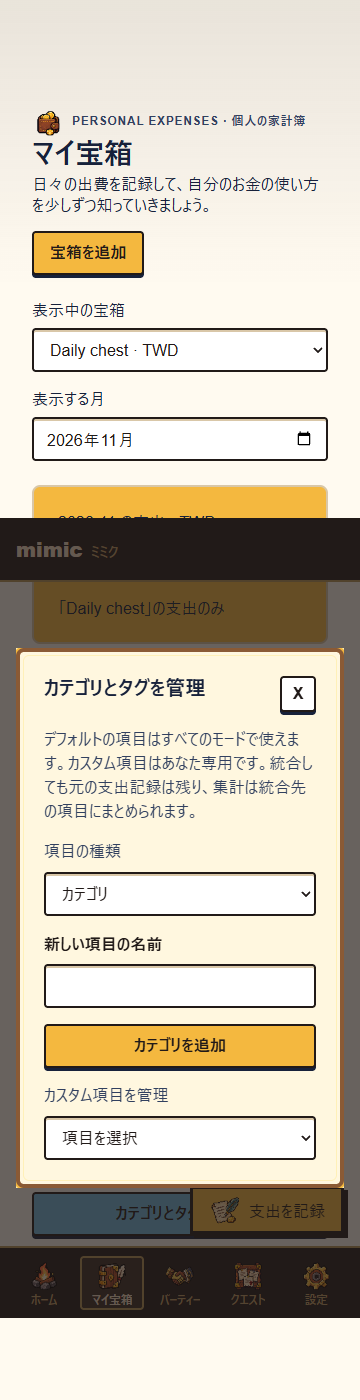 PERSONAL EXPENSES · 個人の家計簿
マイ宝箱
日々の出費を記録して、自分のお金の使い方
を少しずつ知っていきましょう。
宝箱を追加
表示中の宝箱
Daily chest · TWD
表示する月
2026年11月
mimic ミミク
「Daily chest」の支出のみ
カテゴリとタグを管理
X
デフォルトの項目はすべてのモードで使えま
す。カスタム項目はあなた専用です。統合し
ても元の支出記録は残り、集計は統合先
の項目にまとめられます。
項目の種類
カテゴリ
新しい項目の名前
カテゴリを追加
カスタム項目を管理
項目を選択
カテゴリとタ
支出を記録
ホーム
マイ宝箱
パーティー
クエスト
設定